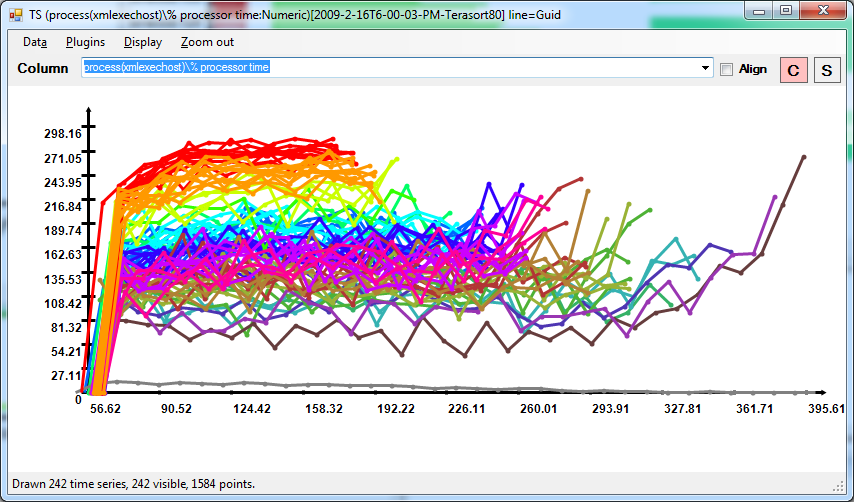 TS (process(xmlexechost)\% processor time:Numeric)[2009-2-16T6-00-03-PM-Terasort80] line=Guid
Data Plugins Display Zoom out
Column process(xmlexechost)\% processor time Align C S
298.16
271.05
243.95
216.84
189.74
162.63
135.53
108.42
81.32
54.21
27.11
0
56.62 90.52 124.42 158.32 192.22 226.11 260.01 293.91 327.81 361.71 395.61
Drawn 242 time series, 242 visible, 1584 points.